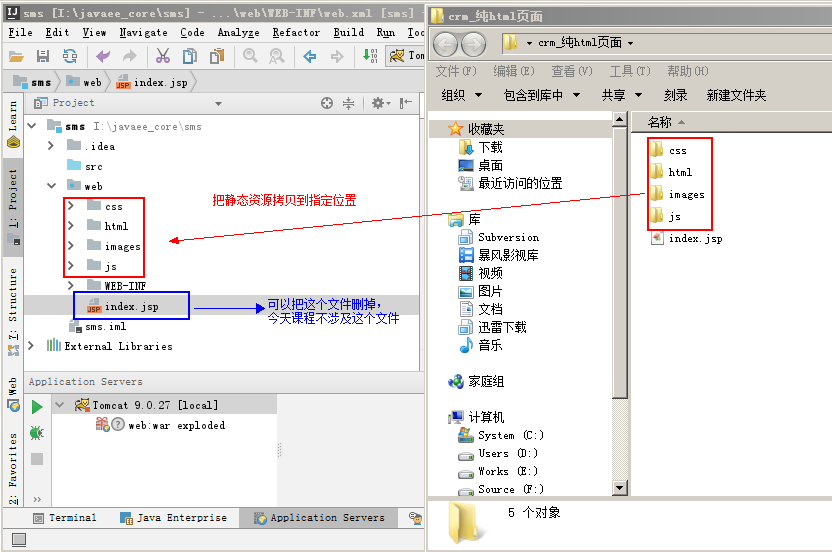 sms [I:\javaee_core\sms] - ...\web\WEB-INF\web.xml [sms]
File Edit View Navigate Code Analyze Refactor Build Run
sms web index.jsp
Project
sms I:\javaee_core\sms
.idea
src
web
css
html
images
js
WEB-INF
index.jsp
sms.iml
External Libraries
把静态资源拷贝到指定位置
可以把这个文件删掉，
今天课程不涉及这个文件
Learn
1: Project
7: Structure
Web
2: Favorites
Application Servers
Tomcat 9.0.27 [local]
web:war exploded
Terminal Java Enterprise Application Servers
crm_纯html页面
crm_纯html页面
文件(F) 编辑(E) 查看(V) 工具(T) 帮助(H)
组织 包含到库中 共享 刻录 新建文件夹
收藏夹
下载
桌面
最近访问的位置
库
Subversion
暴风影视库
视频
图片
文档
迅雷下载
音乐
家庭组
计算机
System (C:)
Users (D:)
Works (E:)
Source (F:)
名称
css
html
images
js
index.jsp
5 个对象